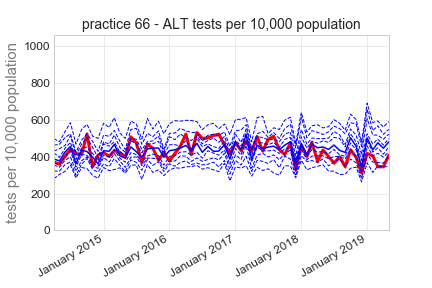 practice 66 - ALT tests per 10,000 population
tests per 10,000 population
1000
800
600
400
200
0
January 2015
January 2016
January 2017
January 2018
January 2019